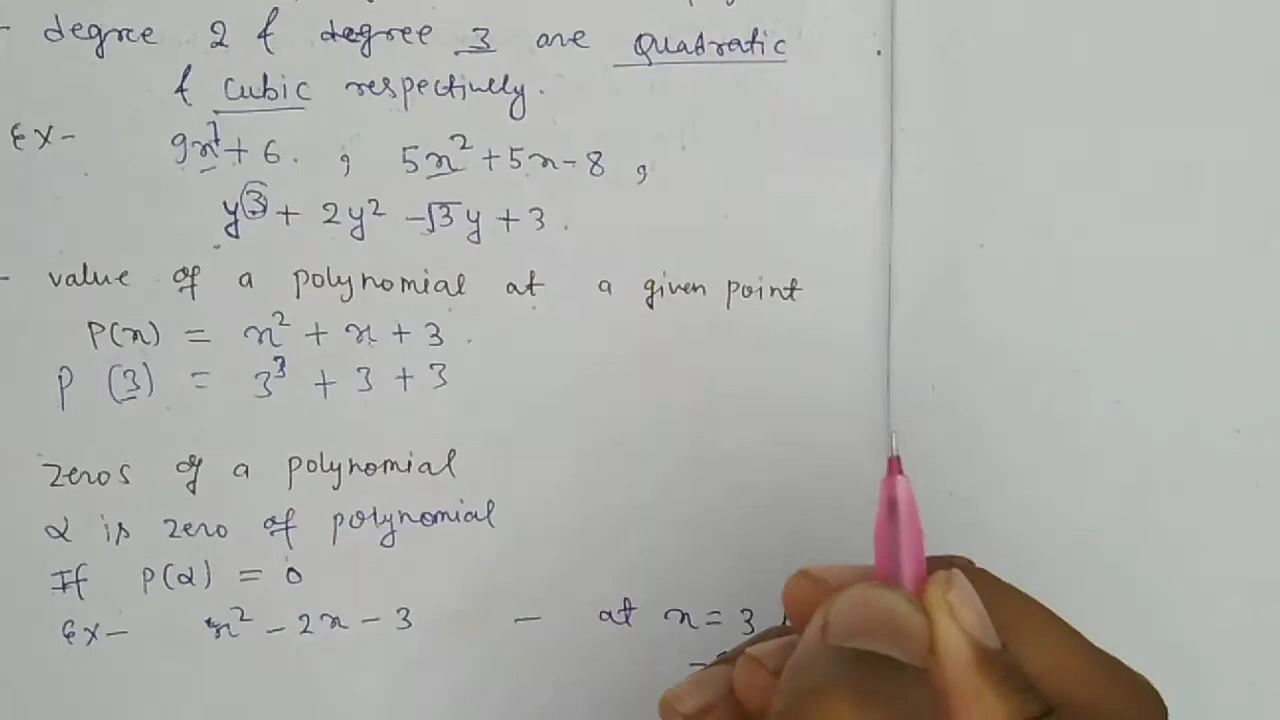 - degree 2 & degree 3 are Quadratic
& Cubic respectively.
Ex- 9x¹ + 6. , 5x² + 5x - 8 ,
y³ + 2y² - √3y + 3 .
- value of a polynomial at a given point
P(x) = x² + x + 3 .
P (3) = 3³ + 3 + 3
Zeros of a polynomial
α is zero of polynomial
If P(α) = 0
Ex- x² - 2x - 3 - at x = 3